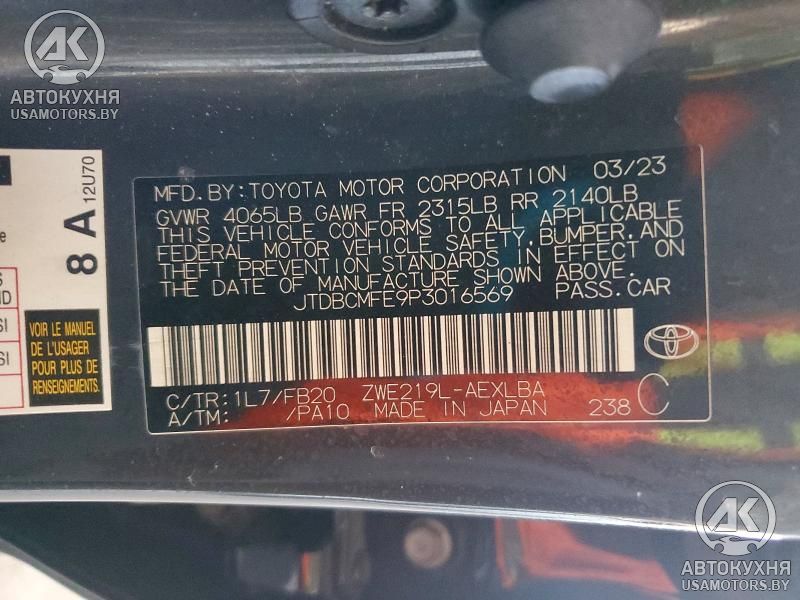 АК
АВТОКУХНЯ
USAMOTORS.BY
8 A
12U70
VOIR LE MANUEL
DE L'USAGER
POUR PLUS DE
RENSEIGNEMENTS.
MFD. BY: TOYOTA MOTOR CORPORATION 03/23
GVWR 4065LB GAWR FR 2315LB RR 2140LB
THIS VEHICLE CONFORMS TO ALL APPLICABLE
FEDERAL MOTOR VEHICLE SAFETY, BUMPER, AND
THEFT PREVENTION STANDARDS IN EFFECT ON
THE DATE OF MANUFACTURE SHOWN ABOVE.
JTDBCMFE9P3016569 PASS. CAR
C/TR: 1L7/FB20 ZWE219L-AEXLBA
A/TM: /PA10 MADE IN JAPAN 238 C
АК
АВТОКУХНЯ
USAMOTORS.BY